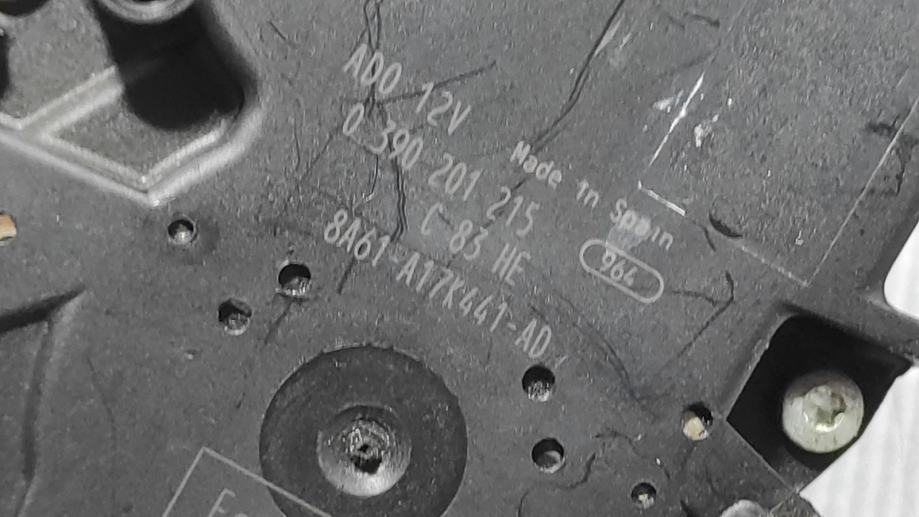 ADO 12V
0 390 201 215
C 83 HE
8A61-A17K441-AD
Made in Spain
964